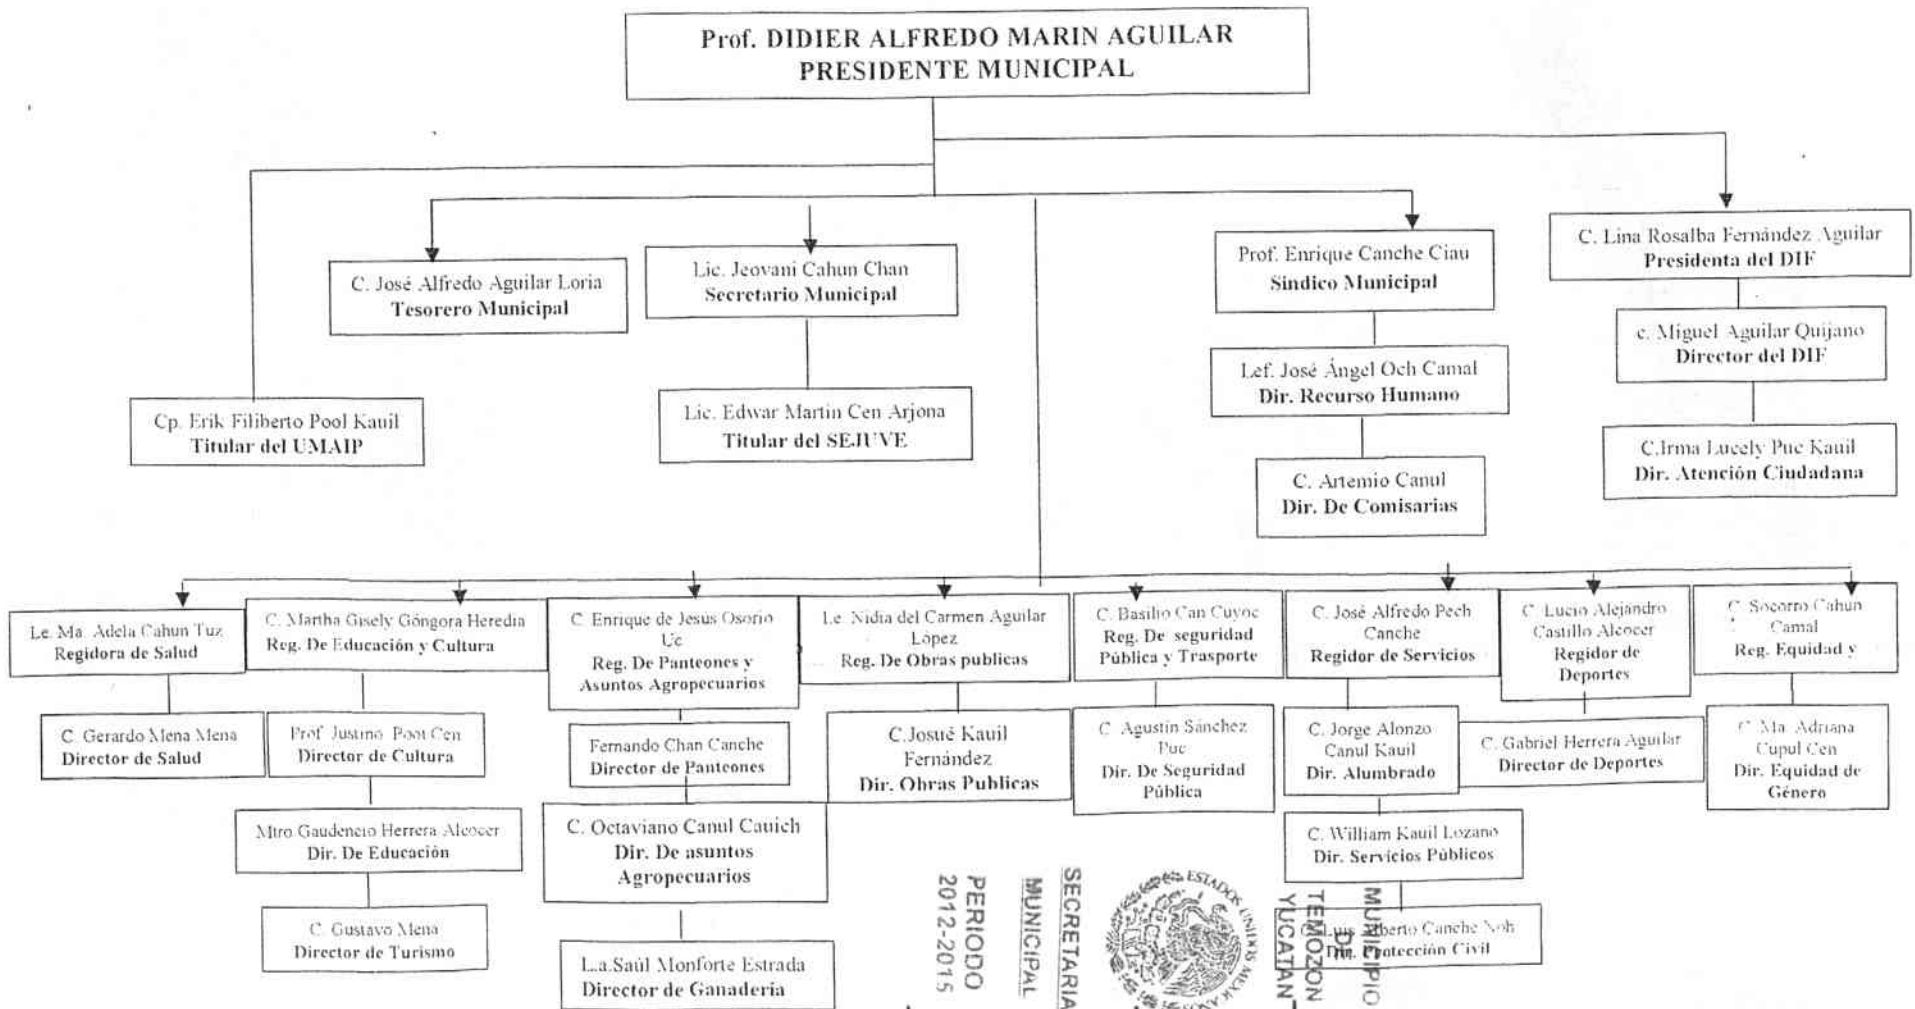 Prof. DIDIER ALFREDO MARIN AGUILAR
PRESIDENTE MUNICIPAL
C. José Alfredo Aguilar Loria
Tesorero Municipal
Lic. Jeovani Cahun Chan
Secretario Municipal
Prof. Enrique Canche Ciau
Sindico Municipal
C. Lina Rosalba Fernández Aguilar
Presidenta del DIF
c. Miguel Aguilar Quijano
Director del DIF
Lef. José Ángel Och Camal
Dir. Recurso Humano
Cp. Erik Filiberto Pool Kauil
Titular del UMAIP
Lic. Edwar Martin Cen Arjona
Titular del SEJUVE
C.Irma Lucely Puc Kauil
Dir. Atención Ciudadana
C. Artemio Canul
Dir. De Comisarias
Le. Ma. Adela Cahun Tuz
Regidora de Salud
C. Martha Gisely Góngora Heredia
Reg. De Educación y Cultura
C. Enrique de Jesus Osorio
Uc
Reg. De Panteones y
Asuntos Agropecuarios
Le. Nidia del Carmen Aguilar
López
Reg. De Obras publicas
C. Basilio Can Cuyoc
Reg. De seguridad
Pública y Trasporte
C. José Alfredo Pech
Canche
Regidor de Servicios
C. Lucio Alejandro
Castillo Alcocer
Regidor de
Deportes
C. Socorro Cahun
Camal
Reg. Equidad y
C. Gerardo Mena Mena
Director de Salud
Prof. Justino Poot Cen
Director de Cultura
Fernando Chan Canche
Director de Panteones
C.Josué Kauil
Fernández
Dir. Obras Publicas
C. Agustin Sánchez
Puc
Dir. De Seguridad
Pública
C. Jorge Alonzo
Canul Kauil
Dir. Alumbrado
C. Gabriel Herrera Aguilar
Director de Deportes
C. Ma. Adriana
Cupul Cen
Dir. Equidad de
Género
Mtro Gaudencio Herrera Alcocer
Dir. De Educación
C. Octaviano Canul Cauich
Dir. De asuntos
Agropecuarios
C. William Kauil Lozano
Dir. Servicios Públicos
C. Gustavo Mena
Director de Turismo
L.a.Saúl Monforte Estrada
Director de Ganaderia
C. Luis Alberto Canche Noh
Dir. Protección Civil
MUNICIPIO
DE
TEMOZON
YUCATAN
ESTADOS UNIDOS MEXICANOS
SECRETARIA
MUNICIPAL
PERIODO
2012-2015